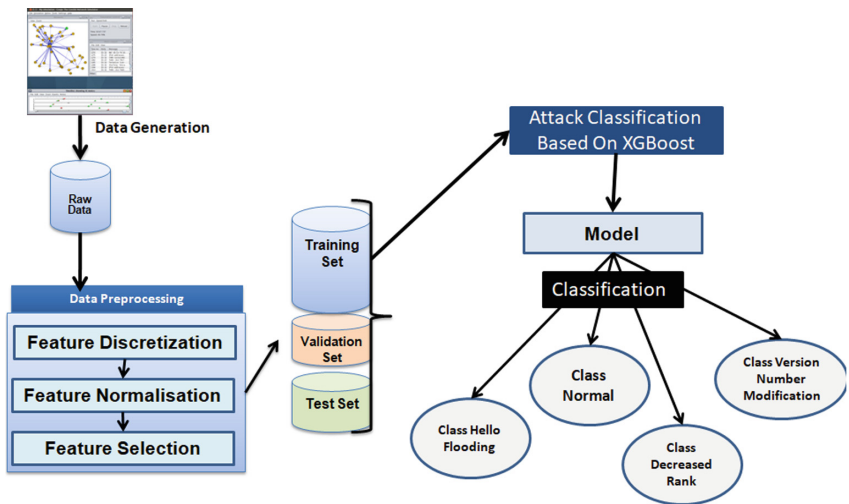 Data Generation
Raw
Data
Data Preprocessing
Feature Discretization
Feature Normalisation
Feature Selection
Training
Set
Validation
Set
Test Set
Attack Classification
Based On XGBoost
Model
Classification
Class Hello
Flooding
Class
Normal
Class
Decreased
Rank
Class Version
Number
Modification